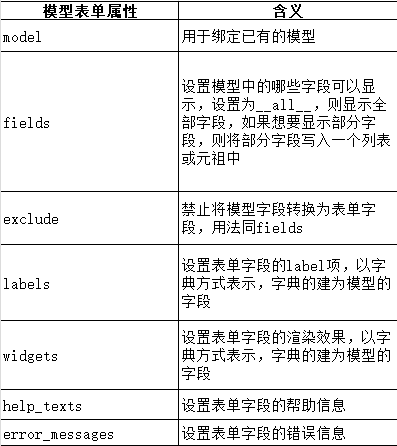 模型表单属性 含义
model 用于绑定已有的模型
设置模型中的哪些字段可以显
示，设置为__all__，则显示全
fields 部字段，如果想要显示部分字
段，则将部分字段写入一个列表
或元祖中
exclude 禁止将模型字段转换为表单字
段，用法同fields
设置表单字段的label项，以字
labels 典方式表示，字典的建为模型的
字段
设置表单字段的渲染效果，以字
widgets 典方式表示，字典的建为模型的
字段
help_texts 设置表单字段的帮助信息
error_messages 设置表单字段的错误信息